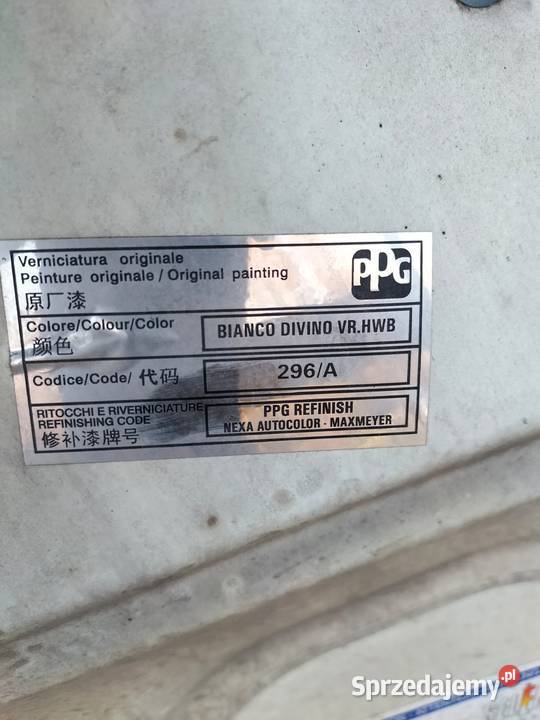 Verniciatura originale
Peinture originale / Original painting
原厂漆
PPG
Colore/Colour/Color
颜色
BIANCO DIVINO VR.HWB
Codice/Code/ 代码
296/A
RITOCCHI E RIVERNICIATURE
REFINISHING CODE
修补漆牌号
PPG REFINISH
NEXA AUTOCOLOR - MAXMEYER
Sprzedajemy.pl